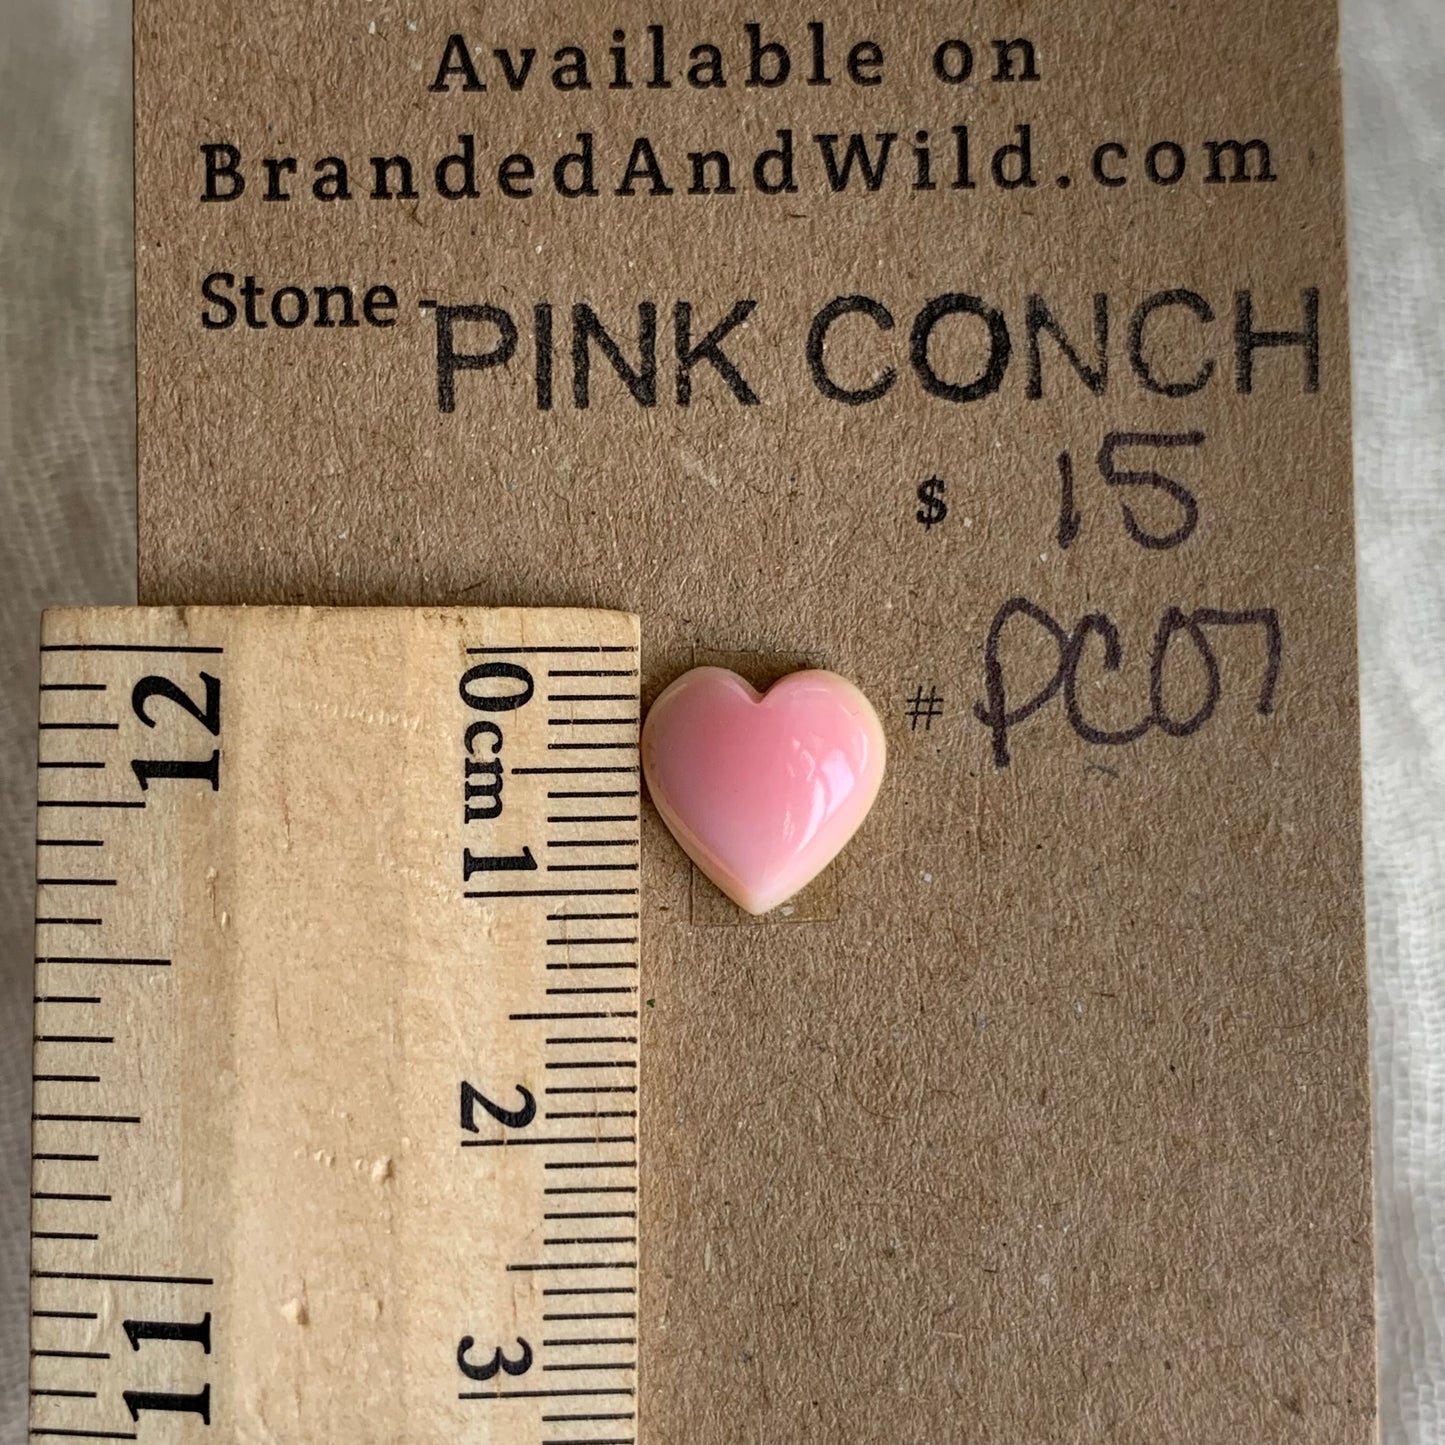 Available on
BrandedAndWild.com
Stone - PINK CONCH
$ 15
# PC07
12
11
0cm 1
2
3